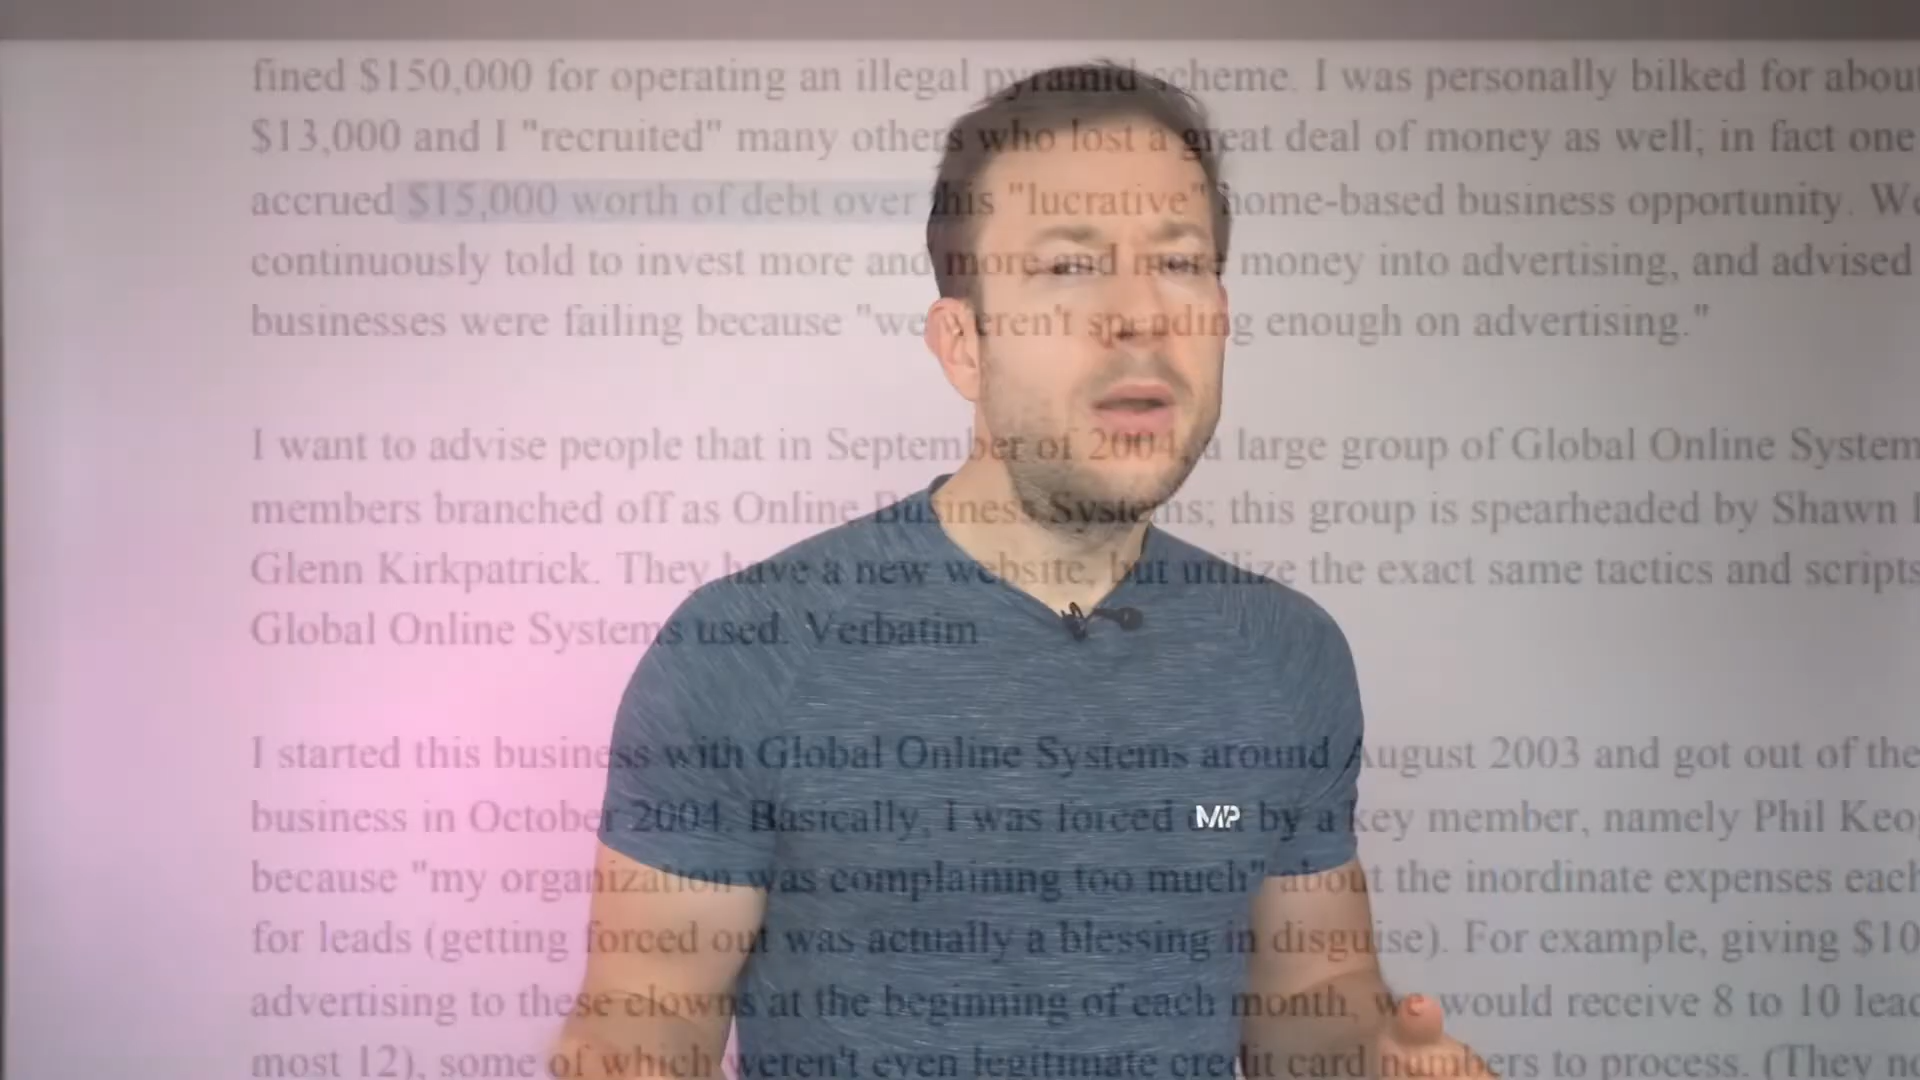 fined $150,000 for operating an illegal pyramid scheme. I was personally bilked for about
$13,000 and I "recruited" many others who lost a great deal of money as well; in fact one
accrued $15,000 worth of debt over this "lucrative" home-based business opportunity. We
continuously told to invest more and more and more money into advertising, and advised
businesses were failing because "we weren't spending enough on advertising."
I want to advise people that in September of 2004, a large group of Global Online System
members branched off as Online Business Systems; this group is spearheaded by Shawn
Glenn Kirkpatrick. They have a new website, but utilize the exact same tactics and scripts
Global Online Systems used. Verbatim
I started this business with Global Online Systems around August 2003 and got out of the
business in October 2004. Basically, I was forced out by a key member, namely Phil Keo
because "my organization was complaining too much" about the inordinate expenses each
for leads (getting forced out was actually a blessing in disguise). For example, giving $10
advertising to these clowns at the beginning of each month, we would receive 8 to 10 lead
most 12), some of which weren't even legitimate credit card numbers to process. (They no
MP